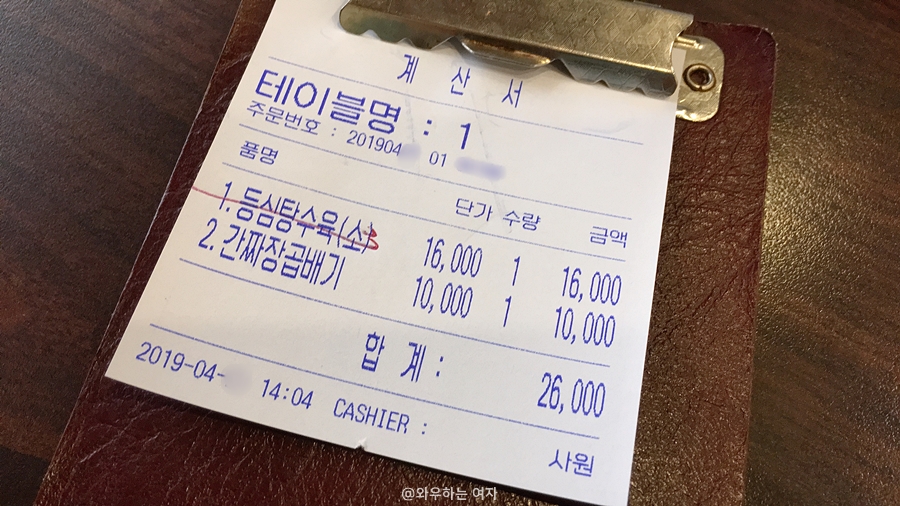 계 산 서
테이블명 : 1
주문번호 : 201904 01
품명 단가 수량 금액
1. 등심탕수육(소) 16,000 1 16,000
2. 간짜장곱배기 10,000 1 10,000
합 계 : 26,000
2019-04- 14:04 CASHIER :
사원
@와우하는 여자